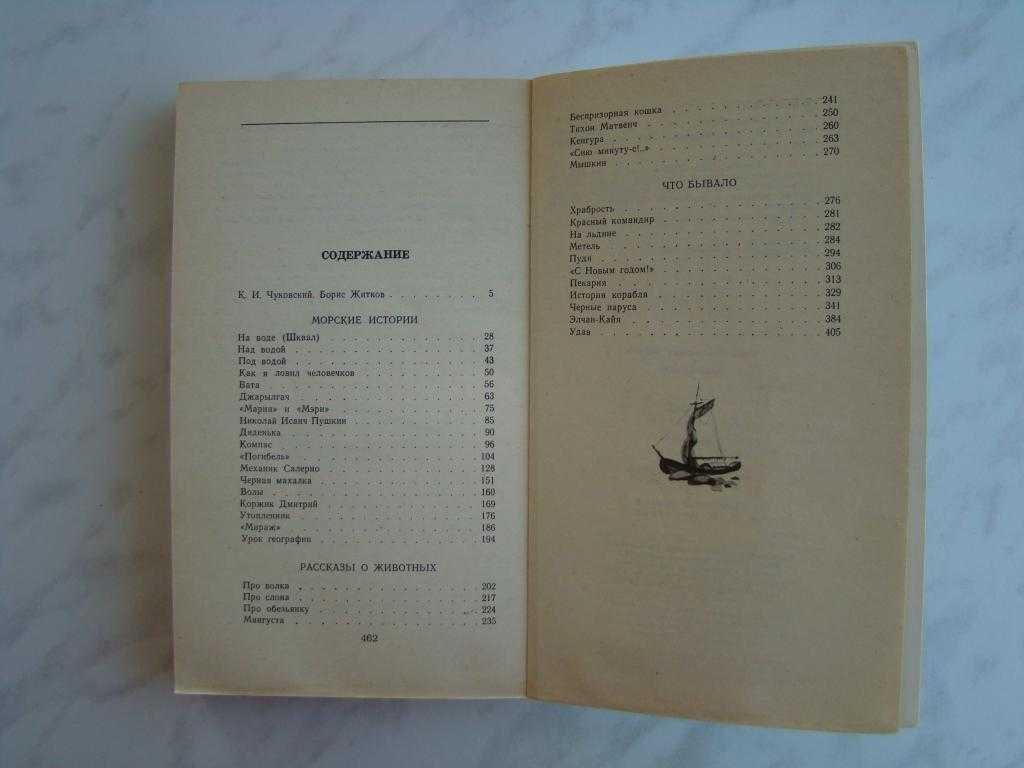 СОДЕРЖАНИЕ
К. И. Чуковский. Борис Житков . . . . . . . . 5
МОРСКИЕ ИСТОРИИ
На воде (Шквал) 28
Над водой 37
Под водой 43
Как я ловил человечков 50
Вата 56
Джарылгач 63
«Мария» и «Мэри» 75
Николай Исаич Пушкин 85
Дяденька 90
Компас 96
«Погибель» 104
Механик Салерно 128
Черная махалка 151
Волы 160
Коржик Дмитрий 169
Утопленник 176
«Мираж» 186
Урок географии 194
РАССКАЗЫ О ЖИВОТНЫХ
Про волка 202
Про слона 217
Про обезьянку 224
Мангуста 235
462
Беспризорная кошка 241
Тихон Матвеич 250
Кенгура 260
«Сию минуту-с!..» 263
Мышкин 270
ЧТО БЫВАЛО
Храбрость 276
Красный командир 281
На льдине 282
Метель 284
Пудя 294
«С Новым годом!» 306
Пекарня 313
История корабля 329
Черные паруса 341
Элчан-Кайя 384
Удав 405